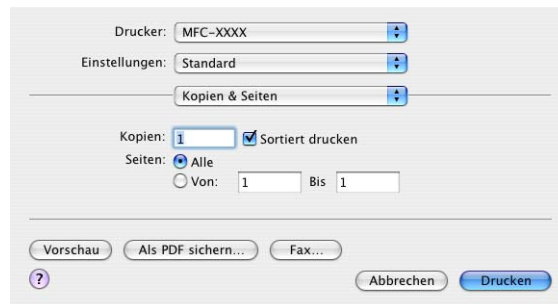 Drucker: MFC-XXXX
Einstellungen: Standard
Kopien & Seiten
Kopien: 1 Sortiert drucken
Seiten: Alle
Von: 1 Bis 1
Vorschau Als PDF sichern... Fax...
? Abbrechen Drucken